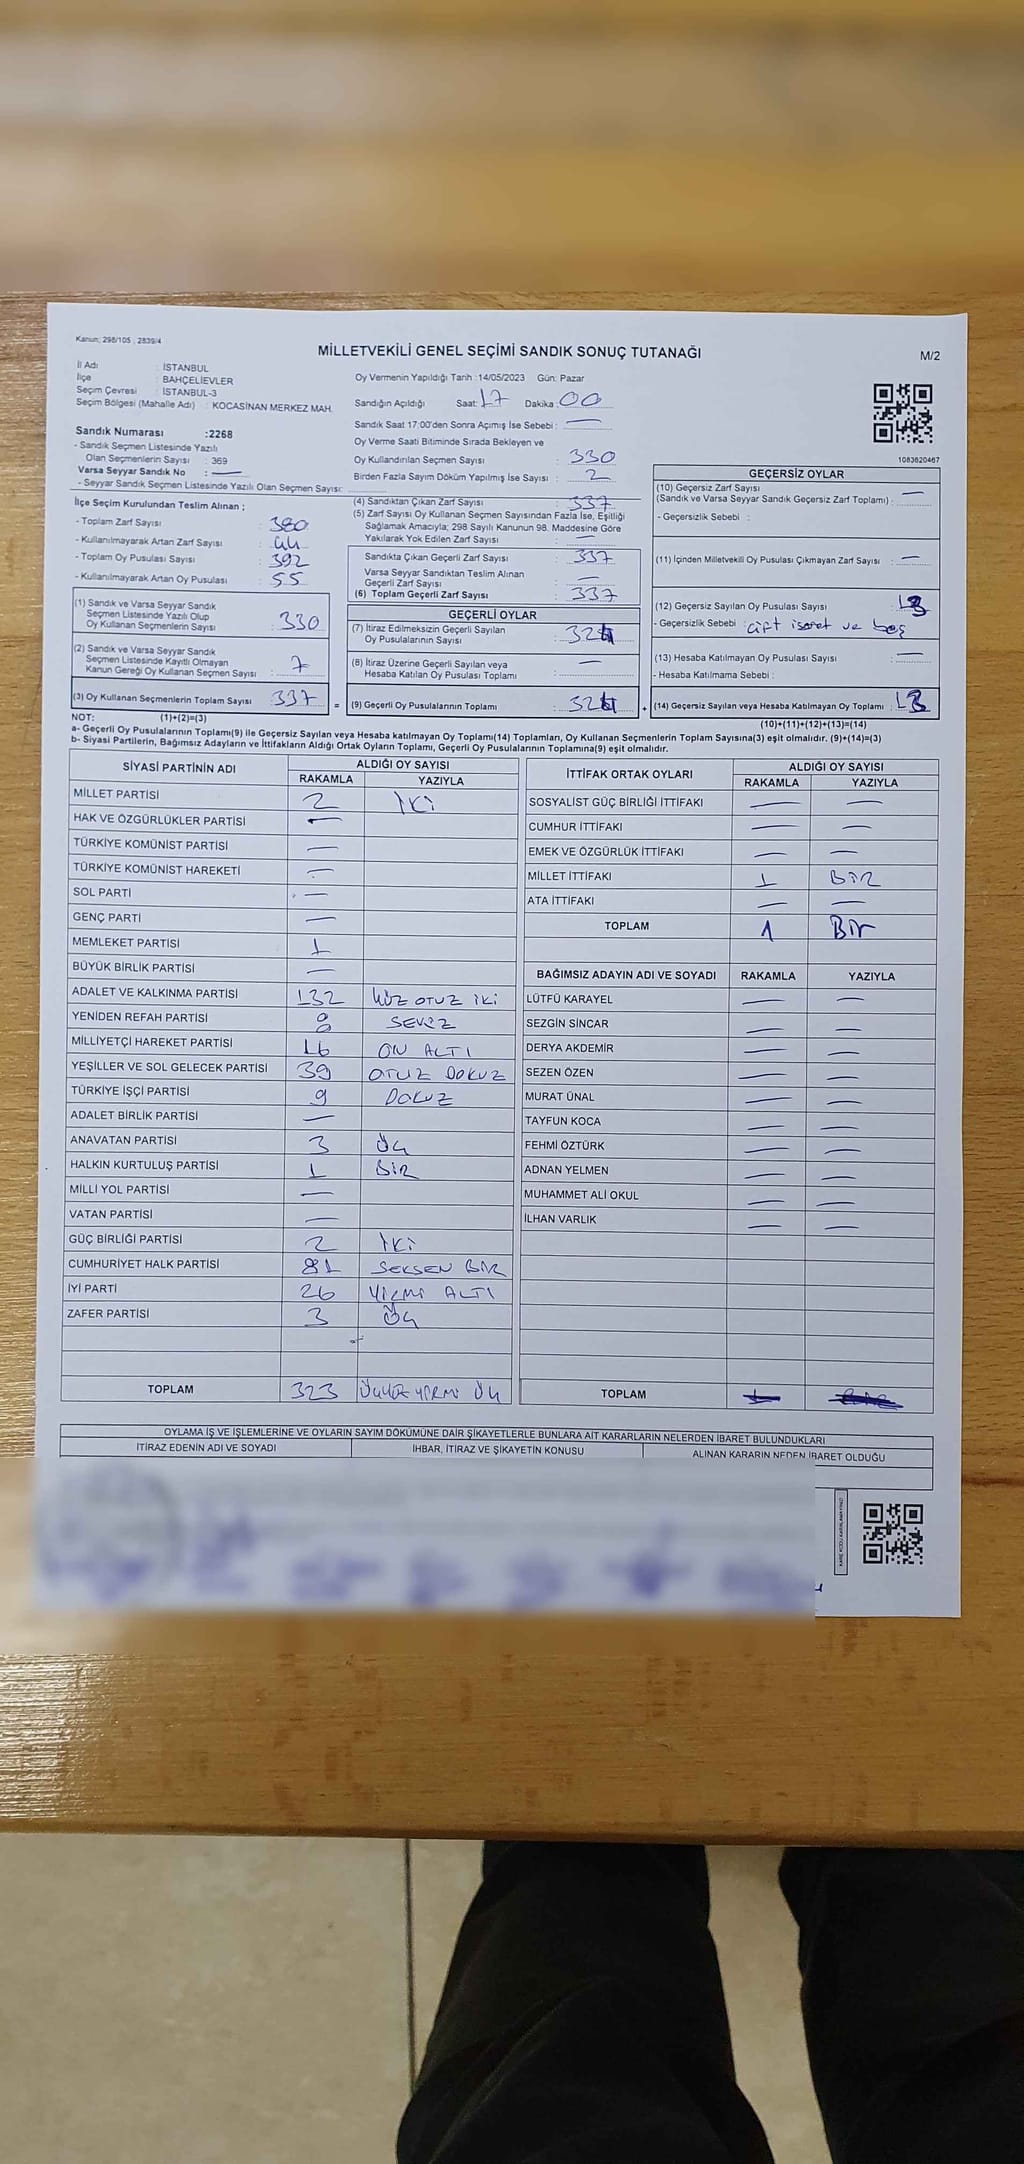 Kanun; 298/105 , 2839/4
MİLLETVEKİLİ GENEL SEÇİMİ SANDIK SONUÇ TUTANAĞI
M/2
İl Adı : İSTANBUL
İlçe : BAHÇELİEVLER
Seçim Çevresi : İSTANBUL-3
Seçim Bölgesi (Mahalle Adı) : KOCASİNAN MERKEZ MAH.
Sandık Numarası :2268
- Sandık Seçmen Listesinde Yazılı
Olan Seçmenlerin Sayısı : 369
Varsa Seyyar Sandık No : —
- Seyyar Sandık Seçmen Listesinde Yazılı Olan Seçmen Sayısı:
İlçe Seçim Kurulundan Teslim Alınan ;
- Toplam Zarf Sayısı : 380
- Kullanılmayarak Artan Zarf Sayısı : 44
- Toplam Oy Pusulası Sayısı : 392
- Kullanılmayarak Artan Oy Pusulası : 55
(1) Sandık ve Varsa Seyyar Sandık
Seçmen Listesinde Yazılı Olup
Oy Kullanan Seçmenlerin Sayısı : 330
(2) Sandık ve Varsa Seyyar Sandık
Seçmen Listesinde Kayıtlı Olmayan
Kanun Gereği Oy Kullanan Seçmen Sayısı : 7
(3) Oy Kullanan Seçmenlerin Toplam Sayısı : 337 =
Oy Vermenin Yapıldığı Tarih :14/05/2023 Gün: Pazar
Sandığın Açıldığı Saat: 17 Dakika : 00
Sandık Saat 17:00'den Sonra Açımış İse Sebebi : —
Oy Verme Saati Bitiminde Sırada Bekleyen ve
Oy Kullandırılan Seçmen Sayısı : 330
Birden Fazla Sayım Döküm Yapılmış İse Sayısı : 2
(4) Sandıktan Çıkan Zarf Sayısı : 337
(5) Zarf Sayısı Oy Kullanan Seçmen Sayısından Fazla İse, Eşitliği
Sağlamak Amacıyla; 298 Sayılı Kanunun 98. Maddesine Göre
Yakılarak Yok Edilen Zarf Sayısı : —
Sandıkta Çıkan Geçerli Zarf Sayısı : 337
Varsa Seyyar Sandıktan Teslim Alınan
Geçerli Zarf Sayısı : —
(6) Toplam Geçerli Zarf Sayısı : 337
GEÇERLİ OYLAR
(7) İtiraz Edilmeksizin Geçerli Sayılan
Oy Pusulalarının Sayısı : 324
(8) İtiraz Üzerine Geçerli Sayılan veya
Hesaba Katılan Oy Pusulası Toplamı : —
(9) Geçerli Oy Pusulalarının Toplamı : 324 +
1083620467
GEÇERSİZ OYLAR
(10) Geçersiz Zarf Sayısı
(Sandık ve Varsa Seyyar Sandık Geçersiz Zarf Toplamı) : —
- Geçersizlik Sebebi :
(11) İçinden Milletvekili Oy Pusulası Çıkmayan Zarf Sayısı : —
(12) Geçersiz Sayılan Oy Pusulası Sayısı : 13
- Geçersizlik Sebebi : çift işaret ve boş
(13) Hesaba Katılmayan Oy Pusulası Sayısı : —
- Hesaba Katılmama Sebebi :
(14) Geçersiz Sayılan veya Hesaba Katılmayan Oy Toplamı : 13
NOT: (1)+(2)=(3)
(10)+(11)+(12)+(13)=(14)
a- Geçerli Oy Pusulalarının Toplamı(9) ile Geçersiz Sayılan veya Hesaba katılmayan Oy Toplamı(14) Toplamları, Oy Kullanan Seçmenlerin Toplam Sayısına(3) eşit olmalıdır. (9)+(14)=(3)
b- Siyasi Partilerin, Bağımsız Adayların ve İttifakların Aldığı Ortak Oyların Toplamı, Geçerli Oy Pusulalarının Toplamına(9) eşit olmalıdır.
SİYASİ PARTİNİN ADI ALDIĞI OY SAYISI
RAKAMLA YAZIYLA
MİLLET PARTİSİ 2 İKİ
HAK VE ÖZGÜRLÜKLER PARTİSİ —
TÜRKİYE KOMÜNİST PARTİSİ —
TÜRKİYE KOMÜNİST HAREKETİ —
SOL PARTİ —
GENÇ PARTİ —
MEMLEKET PARTİSİ 1
BÜYÜK BİRLİK PARTİSİ —
ADALET VE KALKINMA PARTİSİ 132 YÜZ OTUZ İKİ
YENİDEN REFAH PARTİSİ 8 SEKİZ
MİLLİYETÇİ HAREKET PARTİSİ 16 ON ALTI
YEŞİLLER VE SOL GELECEK PARTİSİ 39 OTUZ DOKUZ
TÜRKİYE İŞÇİ PARTİSİ 9 DOKUZ
ADALET BİRLİK PARTİSİ —
ANAVATAN PARTİSİ 3 ÜÇ
HALKIN KURTULUŞ PARTİSİ 1 BİR
MİLLİ YOL PARTİSİ —
VATAN PARTİSİ —
GÜÇ BİRLİĞİ PARTİSİ 2 İKİ
CUMHURİYET HALK PARTİSİ 81 SEKSEN BİR
İYİ PARTİ 26 YİRMİ ALTI
ZAFER PARTİSİ 3 ÜÇ
TOPLAM 323 ÜÇYÜZ YİRMİ ÜÇ
İTTİFAK ORTAK OYLARI ALDIĞI OY SAYISI
RAKAMLA YAZIYLA
SOSYALİST GÜÇ BİRLİĞİ İTTİFAKI — —
CUMHUR İTTİFAKI — —
EMEK VE ÖZGÜRLÜK İTTİFAKI — —
MİLLET İTTİFAKI 1 BİR
ATA İTTİFAKI — —
TOPLAM 1 Bir
BAĞIMSIZ ADAYIN ADI VE SOYADI RAKAMLA YAZIYLA
LÜTFÜ KARAYEL — —
SEZGİN SİNCAR — —
DERYA AKDEMİR — —
SEZEN ÖZEN — —
MURAT ÜNAL — —
TAYFUN KOCA — —
FEHMİ ÖZTÜRK — —
ADNAN YELMEN — —
MUHAMMET ALİ OKUL — —
İLHAN VARLIK — —
TOPLAM
OYLAMA İŞ VE İŞLEMLERİNE VE OYLARIN SAYIM DÖKÜMÜNE DAİR ŞİKAYETLERLE BUNLARA AİT KARARLARIN NELERDEN İBARET BULUNDUKLARI
İTİRAZ EDENİN ADI VE SOYADI İHBAR, İTİRAZ VE ŞİKAYETİN KONUSU ALINAN KARARIN NEDEN İBARET OLDUĞU